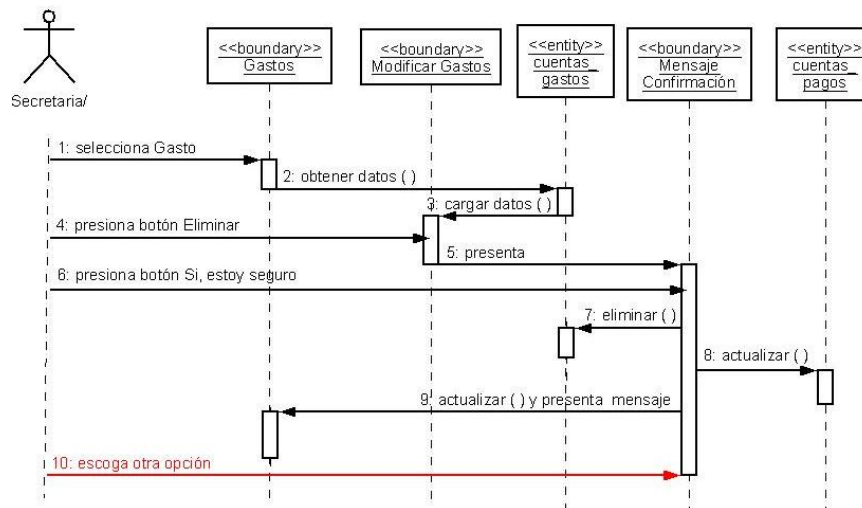 <<boundary>>
Gastos
<<boundary>>
Modificar Gastos
<<entity>>
cuentas_
gastos
<<boundary>>
Mensaje
Confirmación
<<entity>>
cuentas_
pagos
Secretaria/
1: selecciona Gasto
2: obtener datos ( )
3: cargar datos ( )
4: presiona botón Eliminar
5: presenta
6: presiona botón Si, estoy seguro
7: eliminar ( )
8: actualizar ( )
9: actualizar ( ) y presenta mensaje
10: escoga otra opción